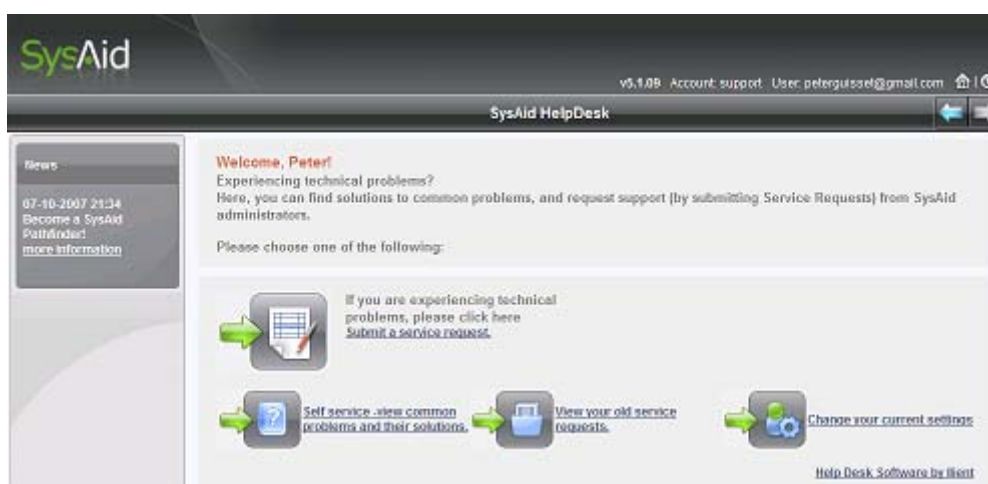 SysAid
v5.1.09 Account: support User: peterguisset@gmail.com
SysAid HelpDesk
News
07-10-2007 21:34
Become a SysAid
Pathfinder!
more information
Welcome, Peter!
Experiencing technical problems?
Here, you can find solutions to common problems, and request support (by submitting Service Requests) from SysAid
administrators.
Please choose one of the following:
If you are experiencing technical
problems, please click here
Submit a service request.
Self service -view common
problems and their solutions.
View your old service
requests.
Change your current settings
Help Desk Software by Ilient